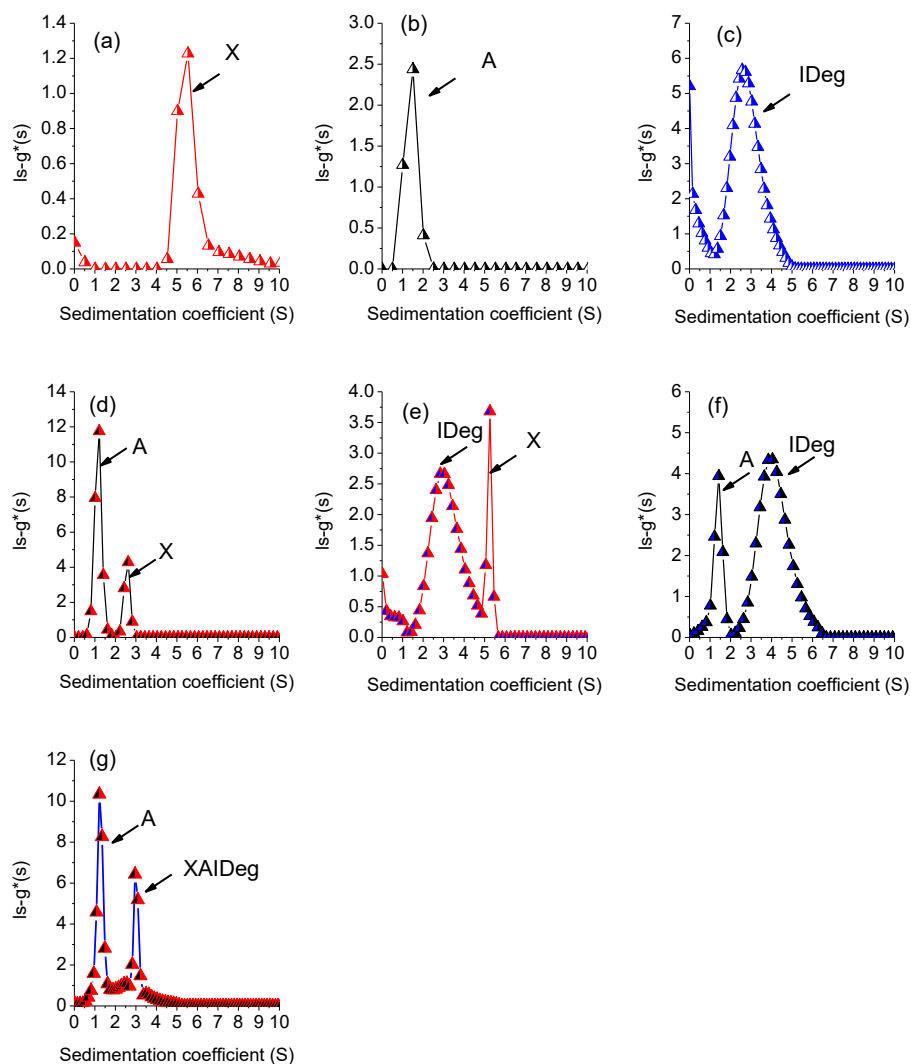 (a)
X
ls-g*(s)
1.4
1.2
1.0
0.8
0.6
0.4
0.2
0.0
0 1 2 3 4 5 6 7 8 9 10
Sedimentation coefficient (S)
(b)
A
ls-g*(s)
3.0
2.5
2.0
1.5
1.0
0.5
0.0
0 1 2 3 4 5 6 7 8 9 10
Sedimentation coefficient (S)
(c)
IDeg
ls-g*(s)
7
6
5
4
3
2
1
0
0 1 2 3 4 5 6 7 8 9 10
Sedimentation coefficient (S)
(d)
A
X
ls-g*(s)
14
12
10
8
6
4
2
0
0 1 2 3 4 5 6 7 8 9 10
Sedimentation coefficient (S)
(e)
IDeg
X
ls-g*(s)
4.0
3.5
3.0
2.5
2.0
1.5
1.0
0.5
0.0
0 1 2 3 4 5 6 7 8 9 10
Sedimentation coefficient (S)
(f)
A
IDeg
ls-g*(s)
6
5
4
3
2
1
0
0 1 2 3 4 5 6 7 8 9 10
Sedimentation coefficient (S)
(g)
A
XAIDeg
ls-g*(s)
12
10
8
6
4
2
0
0 1 2 3 4 5 6 7 8 9 10
Sedimentation coefficient (S)